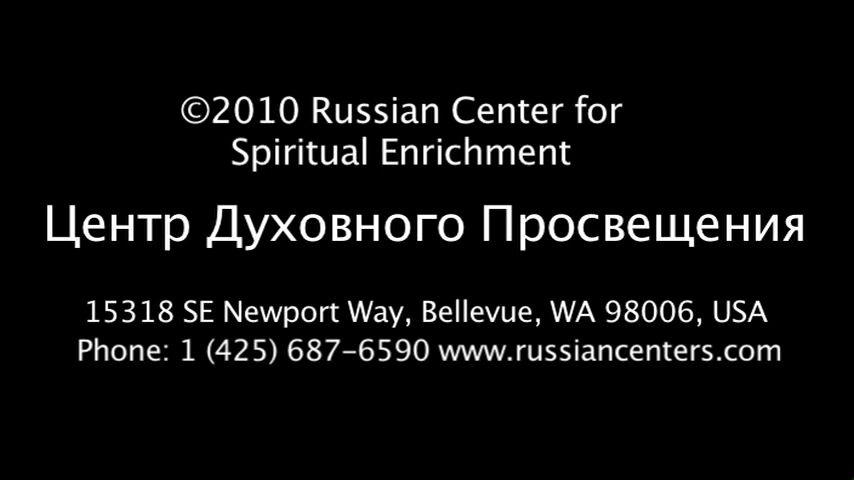 ©2010 Russian Center for
Spiritual Enrichment
Центр Духовного Просвещения
15318 SE Newport Way, Bellevue, WA 98006, USA
Phone: 1 (425) 687-6590 www.russiancenters.com